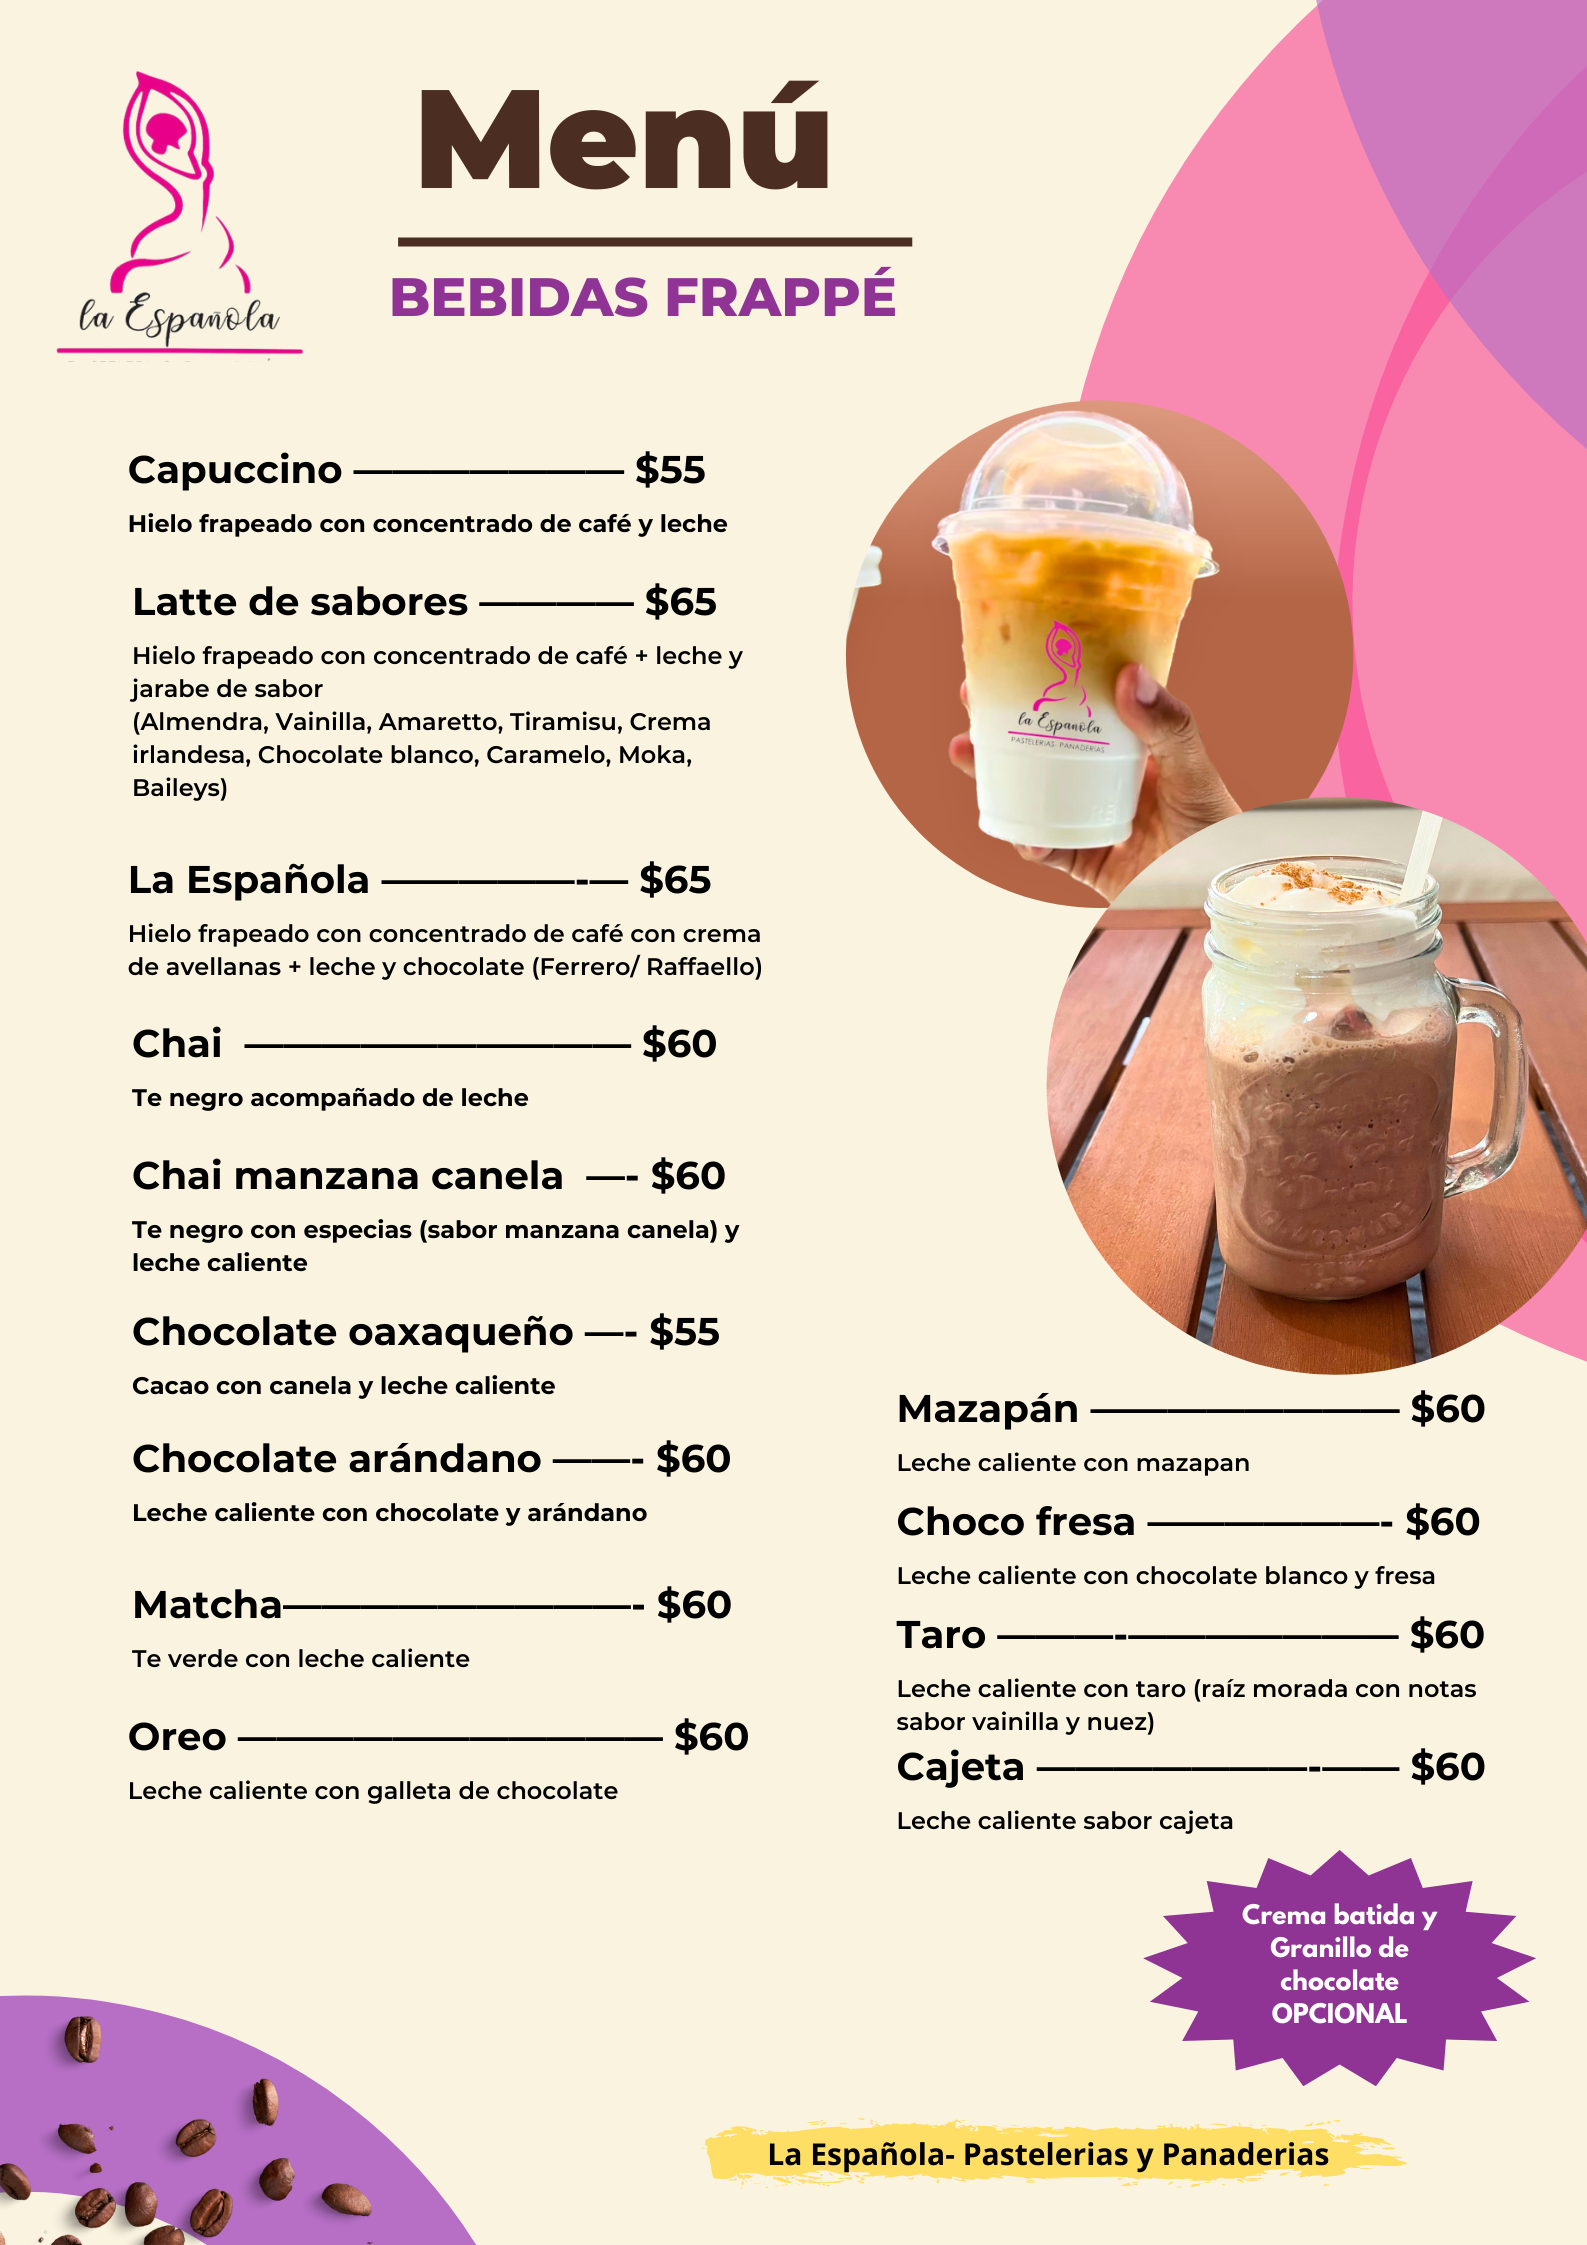 Menú
la Española
BEBIDAS FRAPPÉ
Capuccino ——————— $55
Hielo frapeado con concentrado de café y leche
Latte de sabores ———— $65
Hielo frapeado con concentrado de café + leche y
jarabe de sabor
(Almendra, Vainilla, Amaretto, Tiramisu, Crema
irlandesa, Chocolate blanco, Caramelo, Moka,
Baileys)
La Española —————-— $65
Hielo frapeado con concentrado de café con crema
de avellanas + leche y chocolate (Ferrero/ Raffaello)
Chai —————————— $60
Te negro acompañado de leche
Chai manzana canela —- $60
Te negro con especias (sabor manzana canela) y
leche caliente
Chocolate oaxaqueño —- $55
Cacao con canela y leche caliente
Chocolate arándano ——- $60
Leche caliente con chocolate y arándano
Matcha—————————- $60
Te verde con leche caliente
Oreo ——————————— $60
Leche caliente con galleta de chocolate
la Española
PASTELERIAS- PANADERIAS
Mazapán ———————— $60
Leche caliente con mazapan
Choco fresa ——————- $60
Leche caliente con chocolate blanco y fresa
Taro ———-——————— $60
Leche caliente con taro (raíz morada con notas
sabor vainilla y nuez)
Cajeta ———————-—— $60
Leche caliente sabor cajeta
Crema batida y
Granillo de
chocolate
OPCIONAL
La Española- Pastelerias y Panaderias